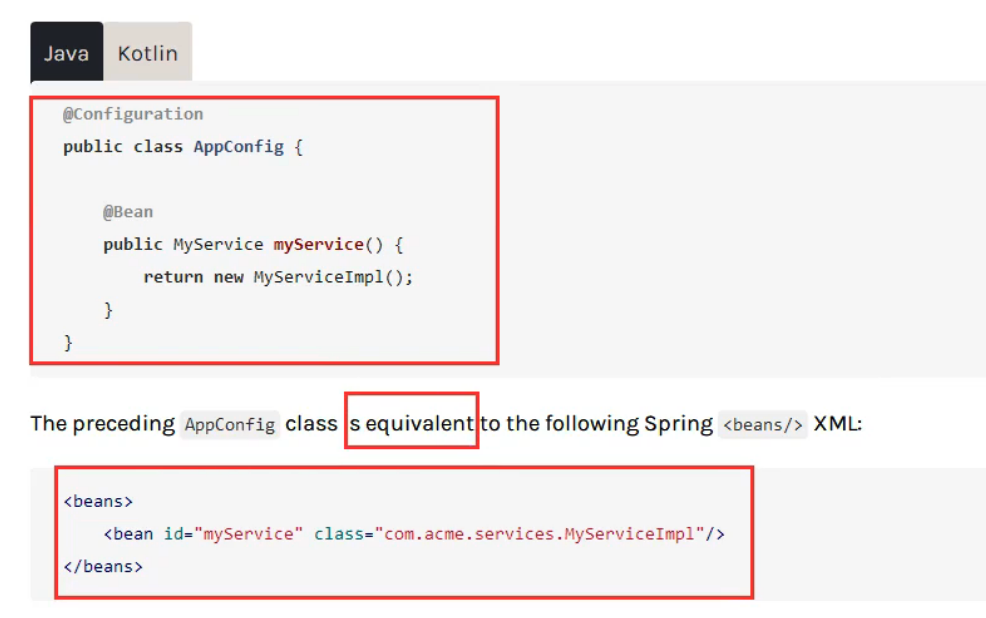 Java Kotlin
@Configuration
public class AppConfig {
@Bean
public MyService myService() {
return new MyServiceImpl();
}
}
The preceding AppConfig class is equivalent to the following Spring <beans/> XML:
<beans>
<bean id="myService" class="com.acme.services.MyServiceImpl"/>
</beans>